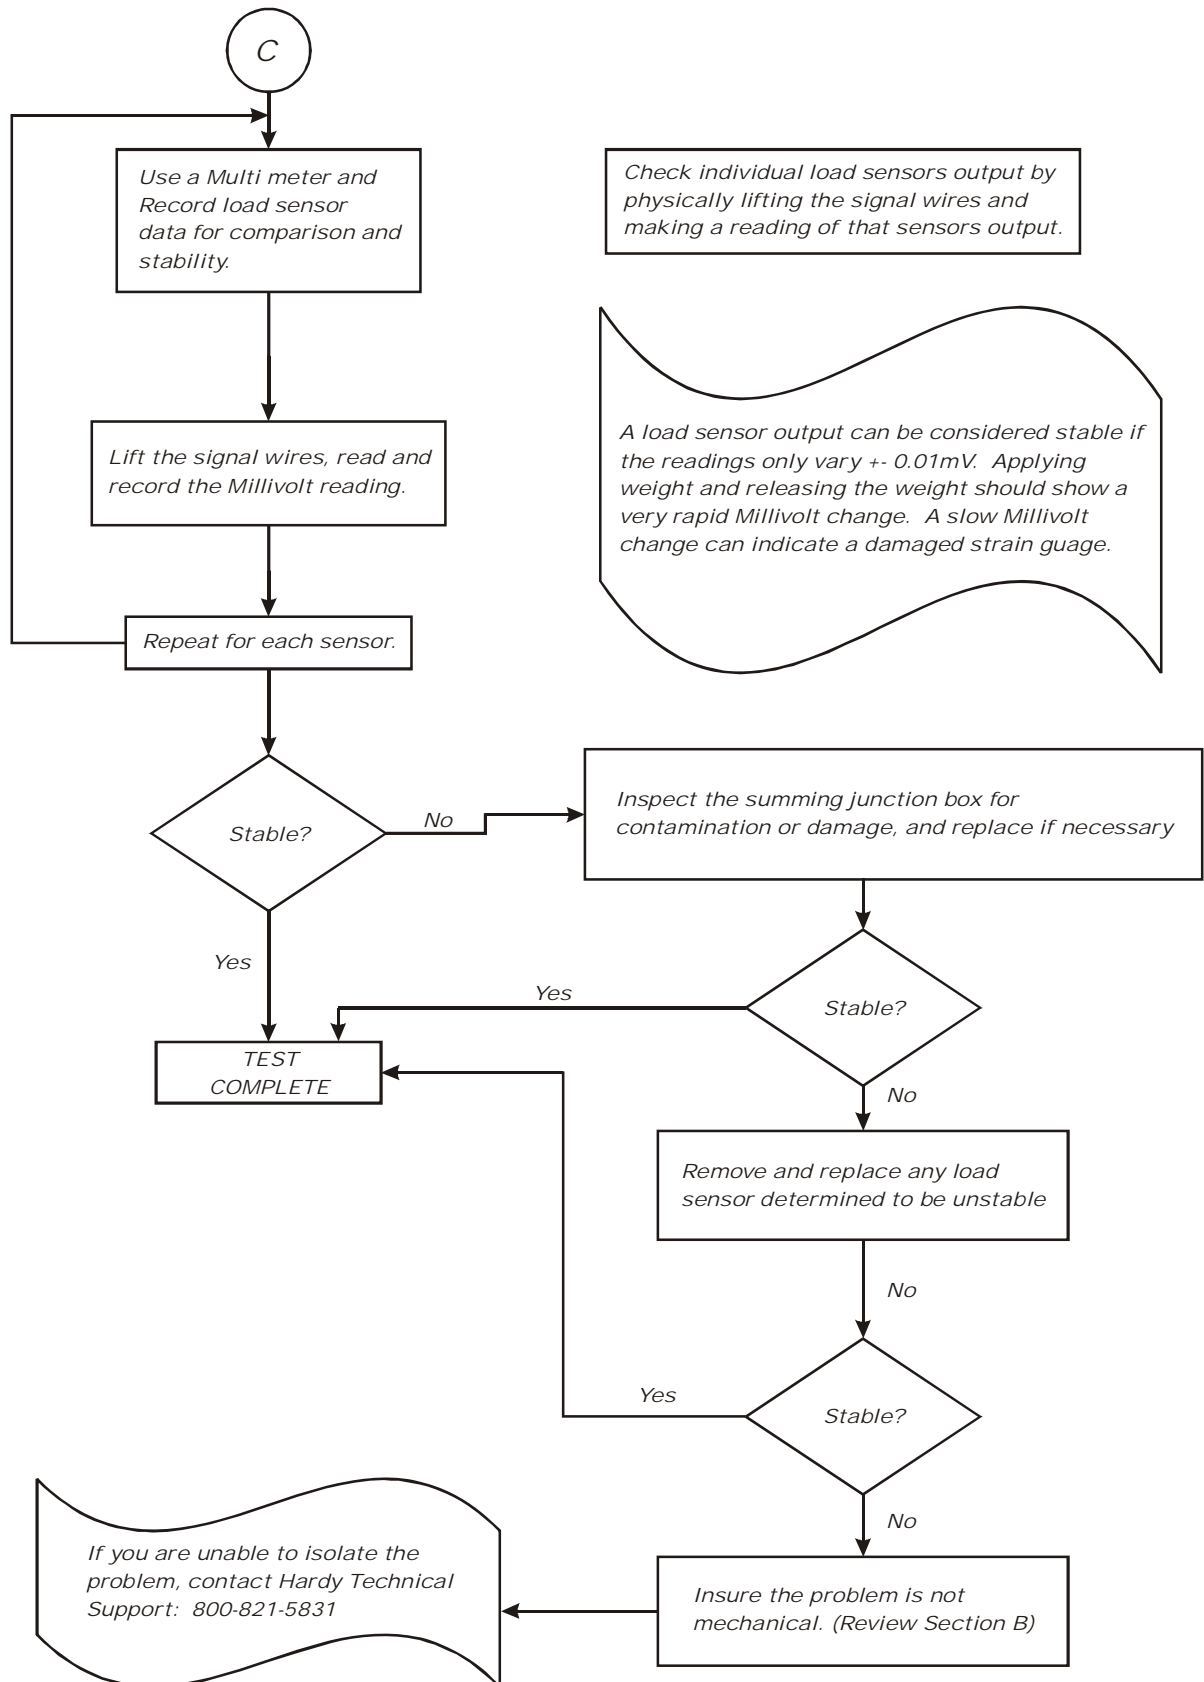 C
Use a Multi meter and
Record load sensor
data for comparison and
stability.
Check individual load sensors output by
physically lifting the signal wires and
making a reading of that sensors output.
Lift the signal wires, read and
record the Millivolt reading.
A load sensor output can be considered stable if
the readings only vary +- 0.01mV.  Applying
weight and releasing the weight should show a
very rapid Millivolt change.  A slow Millivolt
change can indicate a damaged strain guage.
Repeat for each sensor.
Stable?
No
Inspect the summing junction box for
contamination or damage, and replace if necessary
Yes
Yes
Stable?
TEST
COMPLETE
No
Remove and replace any load
sensor determined to be unstable
No
Yes
Stable?
No
If you are unable to isolate the
problem, contact Hardy Technical
Support:  800-821-5831
Insure the problem is not
mechanical. (Review Section B)